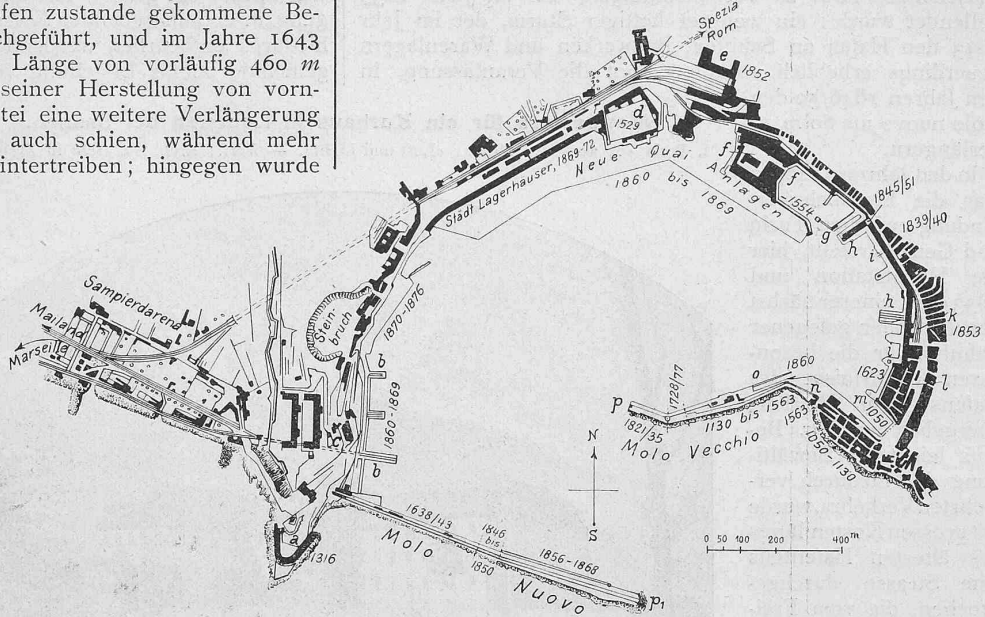 fen zustande gekommene Be-
hgeführt, und im Jahre 1643
Länge von vorläufig 460 m
seiner Herstellung von vorn-
tei eine weitere Verlängerung
auch schien, während mehr
intertreiben; hingegen wurde
Spezia
Rom.
e
1852
d
1529
Städt Lagerhäuser, 1869-72
Neue Quai Anlagen
1860 bis 1869
f
f
f
1554
g
h
i
1845/51
1839/40
h
k
1853
1623
l
m
1050
Sampierdarena
Mailand
Marseille
Stein-
bruch
1870-1876
b
1860-1869
b
c
a
1316
p
1821/35
1728/77
Molo Vecchio
1130 bis 1563
o
1860
n
1563
1050-1130
N
S
0 50 100 200 400m
Molo Nuovo
1638/43
1846
bis
1850
1856-1868
p1